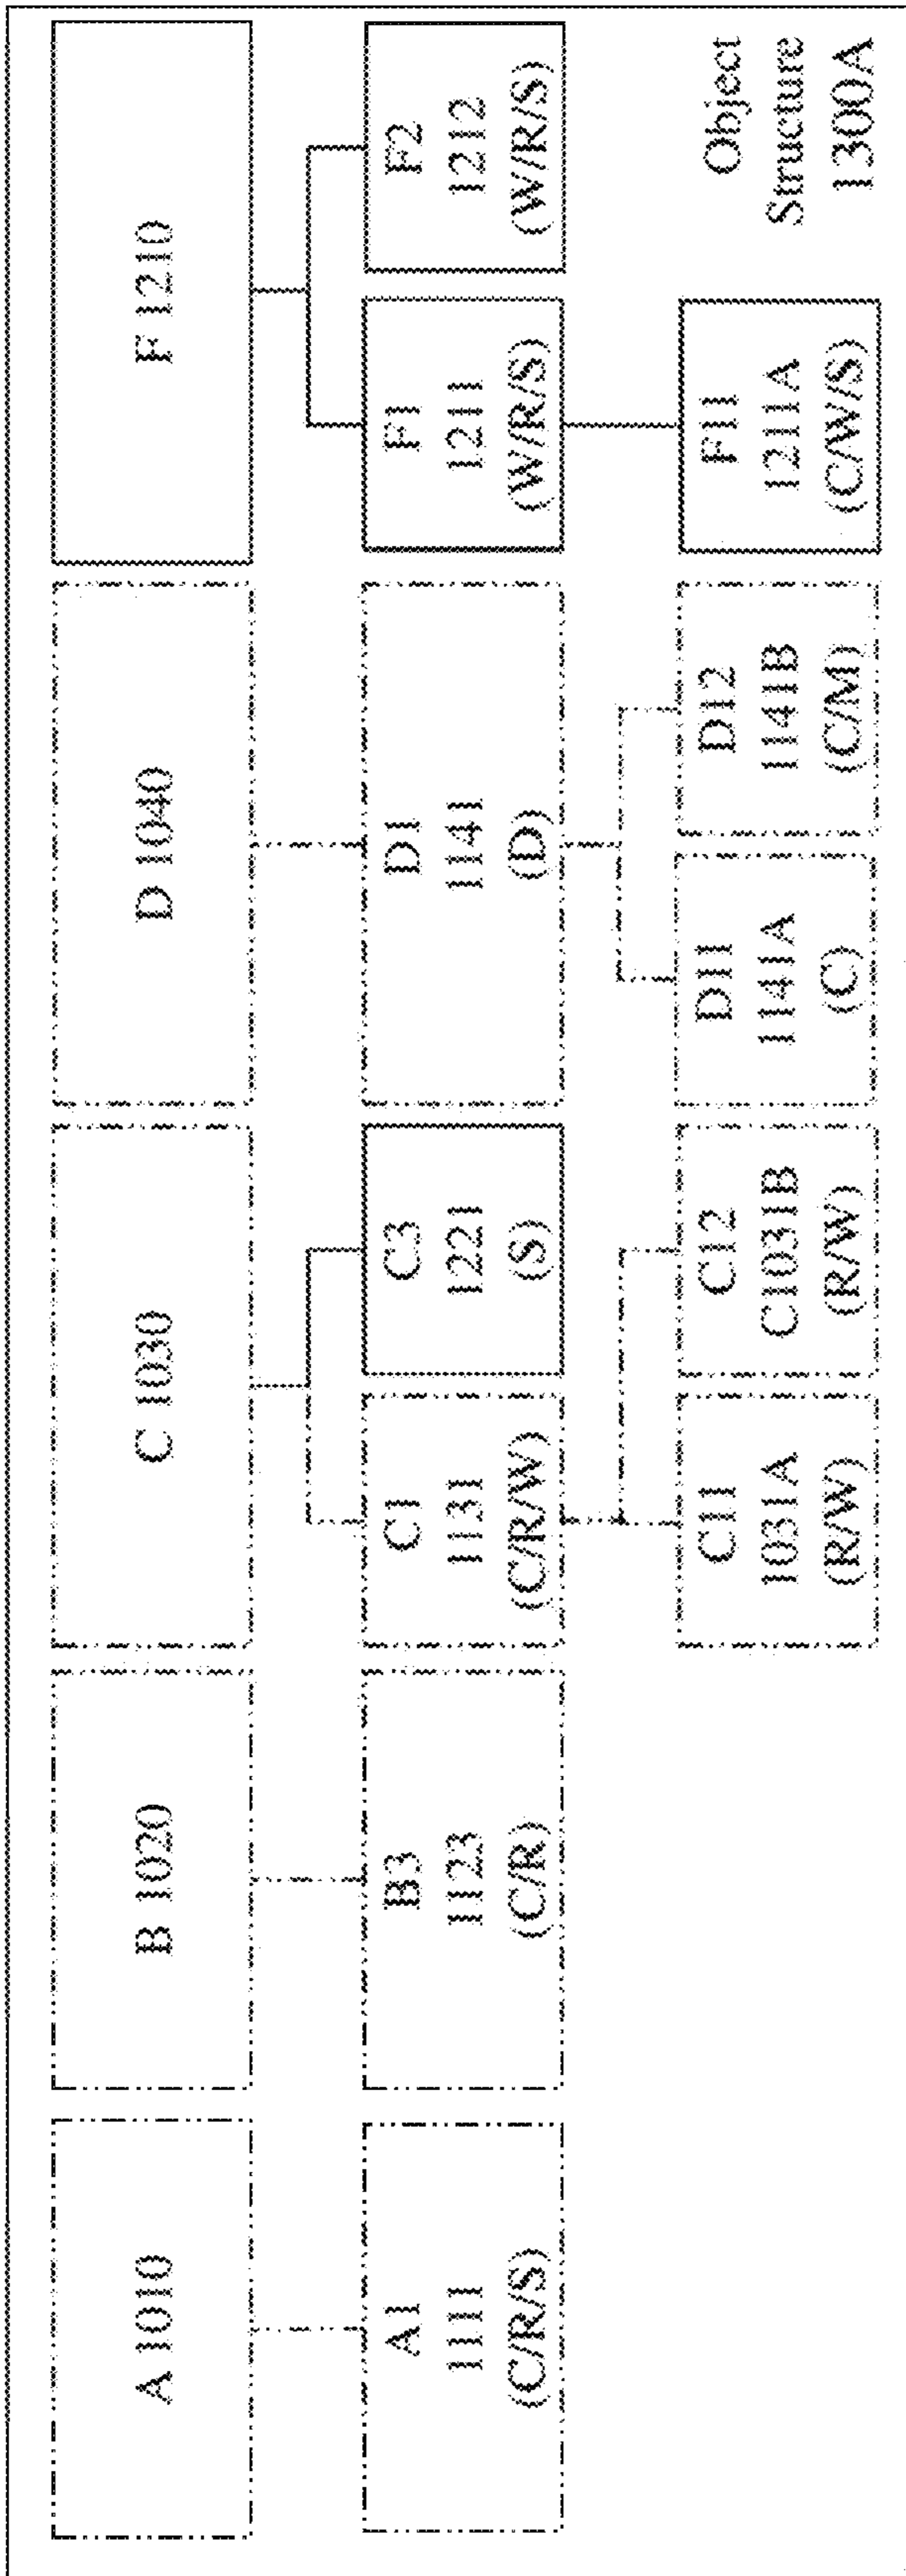 A 1010
B 1020
C 1030
D 1040
F 1210
A1
1111
(C/R/S)
B3
1123
(C/R)
C1
1131
(C/R/W)
C3
1221
(S)
D1
1141
(D)
F1
1211
(W/R/S)
F2
1212
(W/R/S)
C11
1031A
(R/W)
C12
C1031B
(R/W)
D11
1141A
(C)
D12
1141B
(C/M)
F11
1211A
(C/W/S)
Object
Structure
1300A